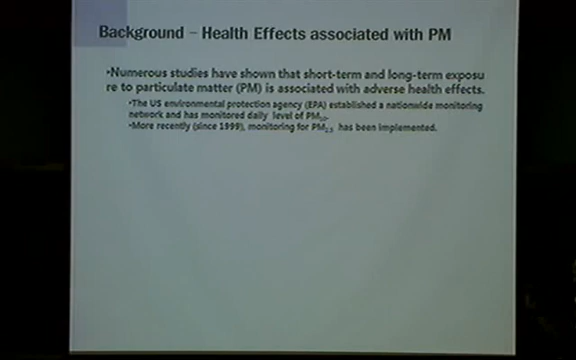 Background – Health Effects associated with PM
•Numerous studies have shown that short-term and long-term exposu
re to particulate matter (PM) is associated with adverse health effects.
•The US environmental protection agency (EPA) established a nationwide monitoring
network and has monitored daily level of PM₁₀.
•More recently (since 1999), monitoring for PM₂.₅ has been implemented.